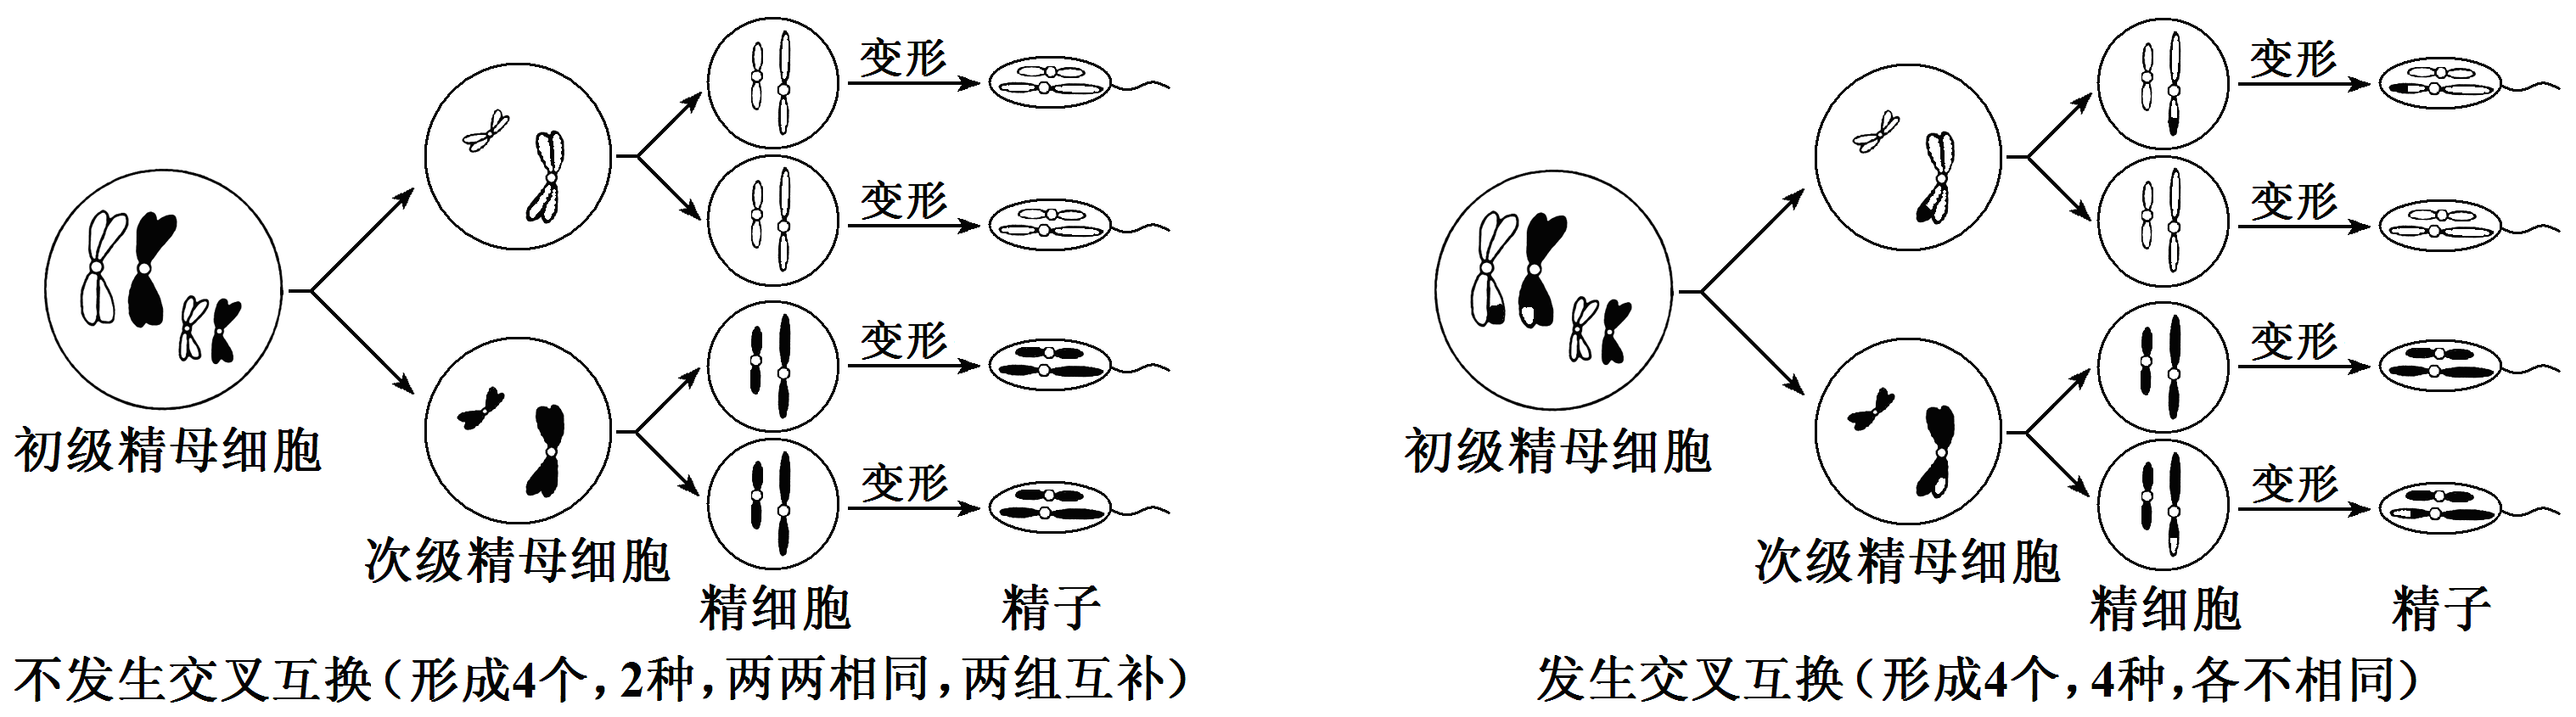 变形
变形
变形
变形
初级精母细胞
次级精母细胞
精细胞
精子
不发生交叉互换(形成4个,2种,两两相同,两组互补)
变形
变形
变形
变形
初级精母细胞
次级精母细胞
精细胞
精子
发生交叉互换(形成4个,4种,各不相同)